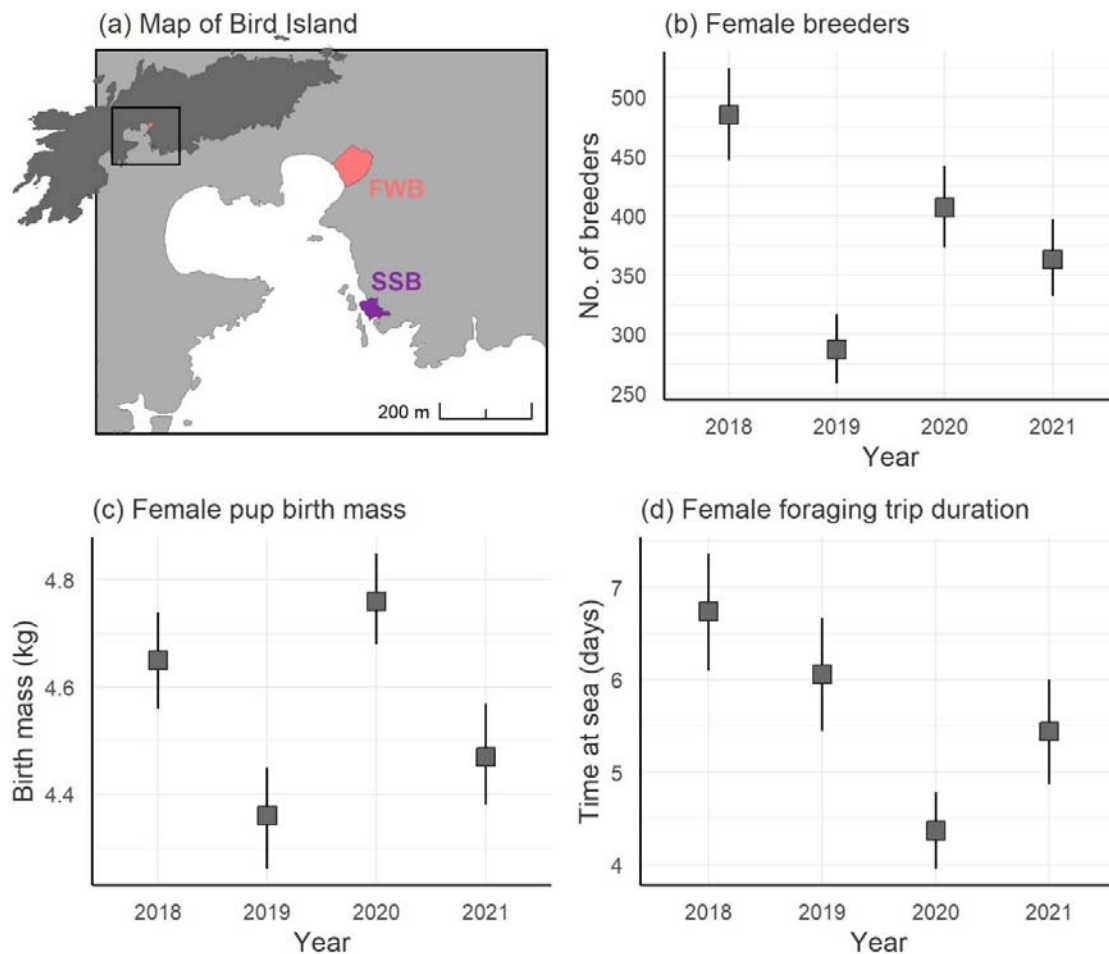 (a) Map of Bird Island
FWB
SSB
200 m
(b) Female breeders
No. of breeders
500
450
400
350
300
250
2018 2019 2020 2021
Year
(c) Female pup birth mass
Birth mass (kg)
4.8
4.6
4.4
2018 2019 2020 2021
Year
(d) Female foraging trip duration
Time at sea (days)
7
6
5
4
2018 2019 2020 2021
Year